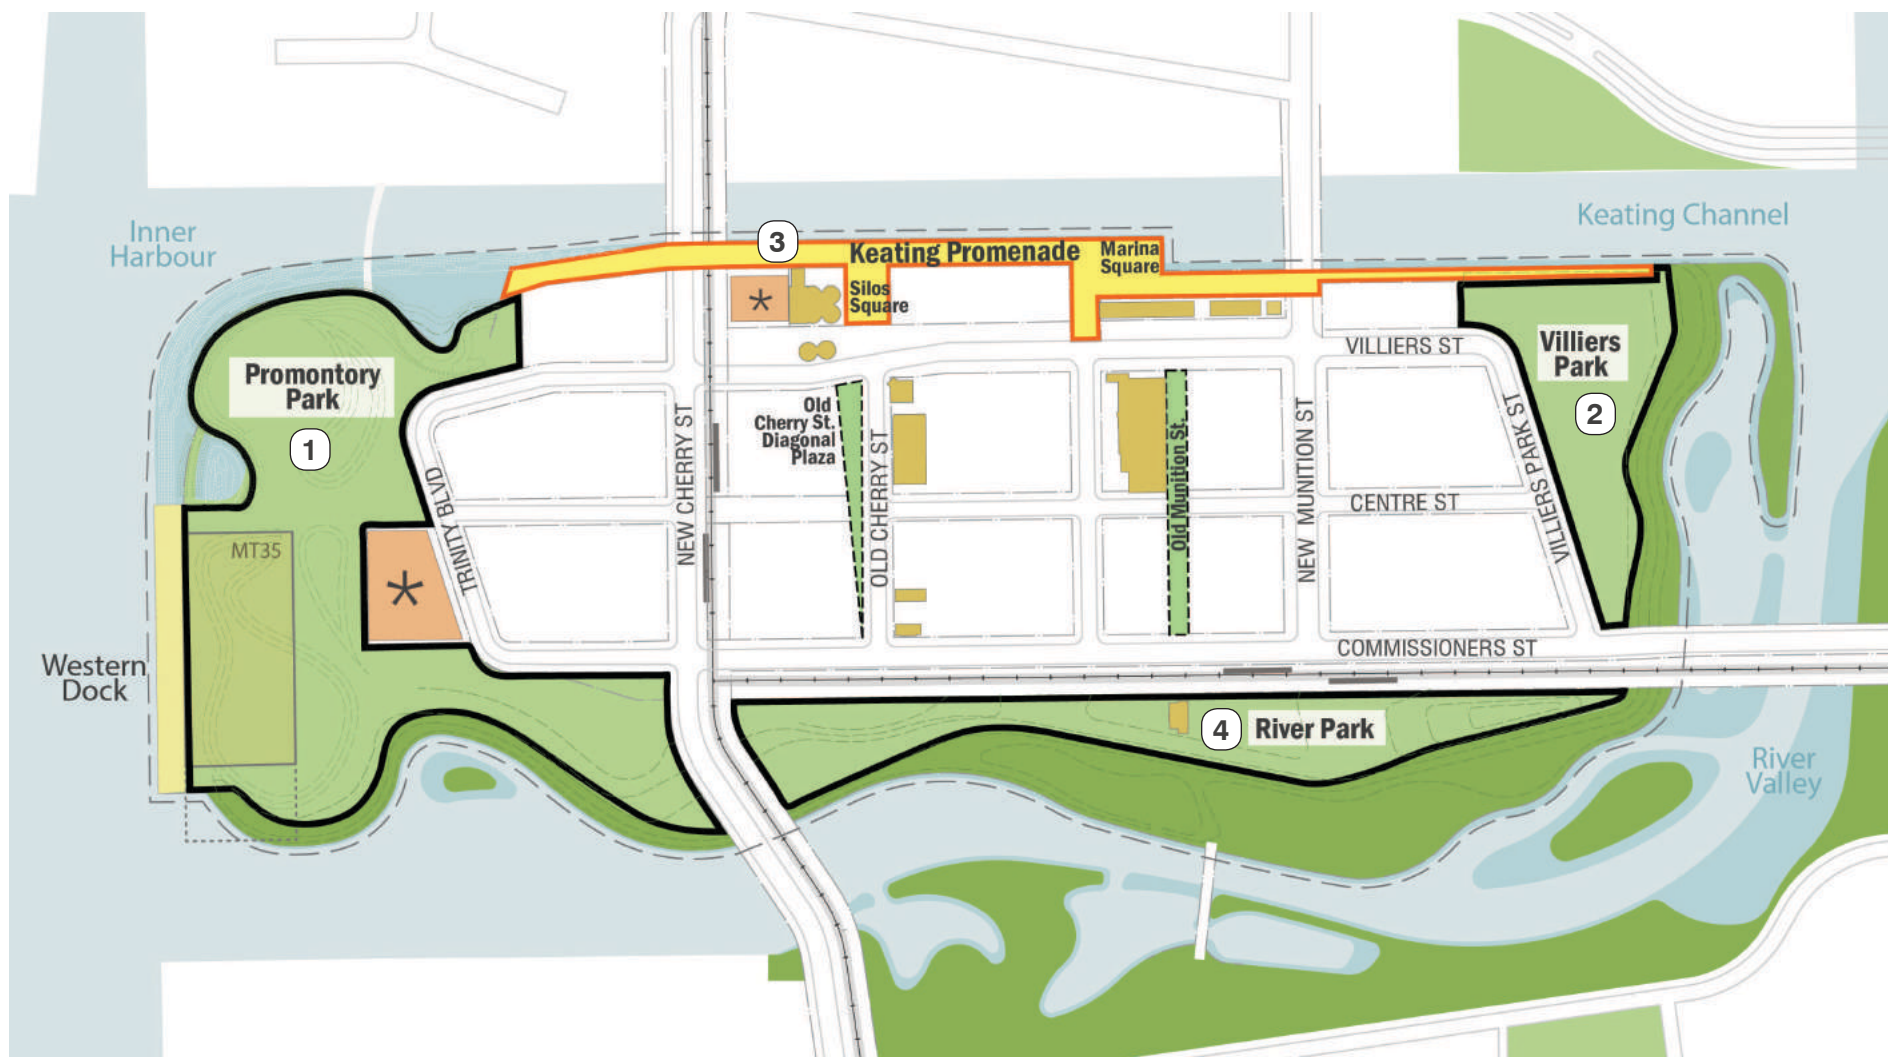 Inner
Harbour
Keating Channel
3
Keating Promenade
Marina
Square
*
Silos
Square
Promontory
Park
1
VILLIERS ST
Villiers
Park
2
Old
Cherry St.
Diagonal
Plaza
NEW CHERRY ST
OLD CHERRY ST
Old Munition St.
NEW MUNITION ST
VILLIERS PARK ST
TRINITY BLVD
CENTRE ST
MT35
*
Western
Dock
COMMISSIONERS ST
4
River Park
River
Valley